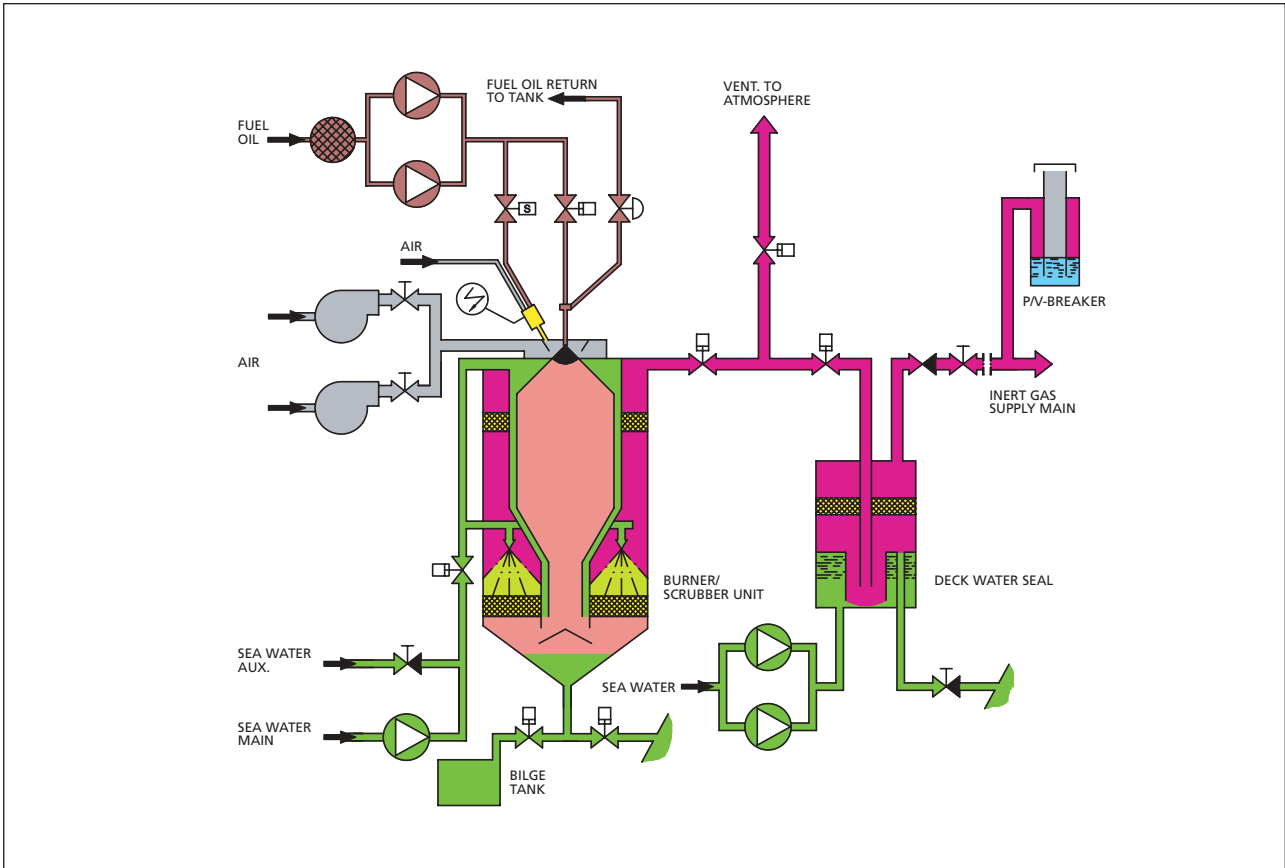 FUEL OIL RETURN
TO TANK
VENT. TO
ATMOSPHERE
FUEL
OIL
S
AIR
P/V-BREAKER
AIR
INERT GAS
SUPPLY MAIN
BURNER/
SCRUBBER UNIT
DECK WATER SEAL
SEA WATER
AUX.
SEA WATER
SEA WATER
MAIN
BILGE
TANK